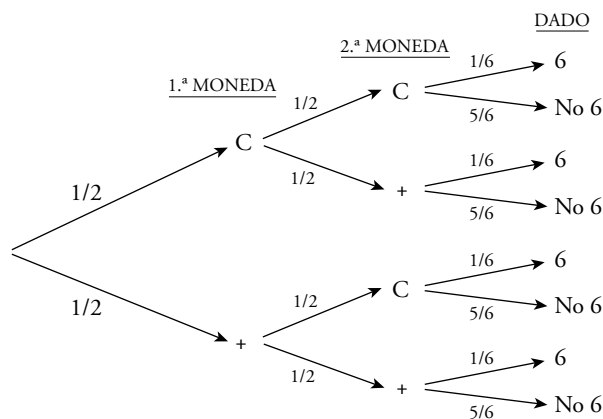 DADO
2.ª MONEDA
1/6 6
1.ª MONEDA
1/2 C
5/6 No 6
C
1/6 6
1/2
1/2 +
5/6 No 6
1/6 6
1/2
1/2 C
5/6 No 6
+
1/6 6
1/2 +
5/6 No 6